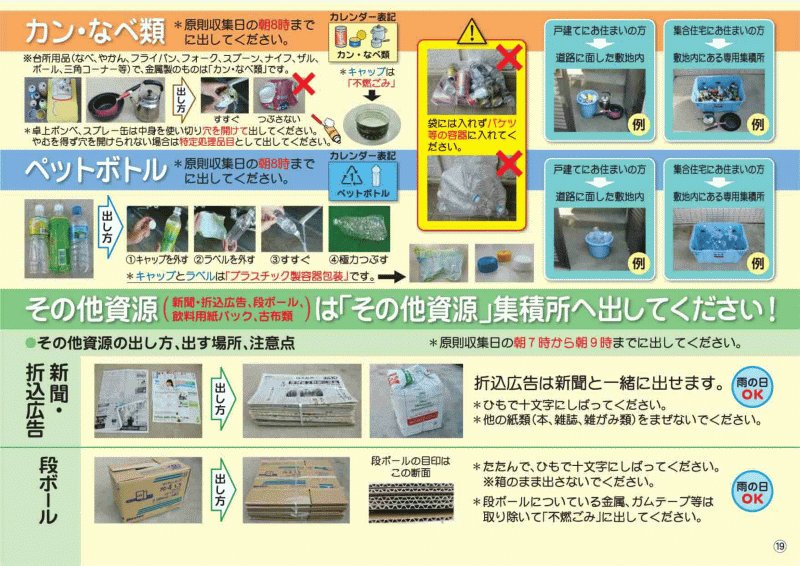 カン・なべ類
＊原則収集日の朝8時まで
に出してください。
カレンダー表記
カン・なべ類
※台所用品(なべ、やかん、フライパン、フォーク、スプーン、ナイフ、ザル、
ボール、三角コーナー等)で、金属製のものは「カン・なべ類」です。
＊キャップは
「不燃ごみ」
出し方
すすぐ
つぶさない
＊卓上ボンベ、スプレー缶は中身を使い切り穴を開けて出してください。
やむを得ず穴を開けられない場合は特定処理品目として出してください。
袋には入れずバケツ
等の容器に入れてく
ださい。
戸建てにお住まいの方
道路に面した敷地内
例
集合住宅にお住まいの方
敷地内にある専用集積所
例
ペットボトル
＊原則収集日の朝8時まで
に出してください。
カレンダー表記
1
ペットボトル
出し方
①キャップを外す
②ラベルを外す
③すすぐ
④極力つぶす
＊キャップとラベルは「プラスチック製容器包装」です。
戸建てにお住まいの方
道路に面した敷地内
例
集合住宅にお住まいの方
敷地内にある専用集積所
例
その他資源(新聞・折込広告、段ボール、飲料用紙パック、古布類)は「その他資源」集積所へ出してください！
●その他資源の出し方、出す場所、注意点
＊原則収集日の朝7時から朝9時までに出してください。
新聞・
折込広告
出し方
折込広告は新聞と一緒に出せます。
＊ひもで十文字にしばってください。
＊他の紙類(本、雑誌、雑がみ類)をまぜないでください。
雨の日
OK
段ボール
出し方
段ボールの目印は
この断面
＊たたんで、ひもで十文字にしばってください。
※箱のまま出さないでください。
＊段ボールについている金属、ガムテープ等は
取り除いて「不燃ごみ」に出してください。
雨の日
OK
19